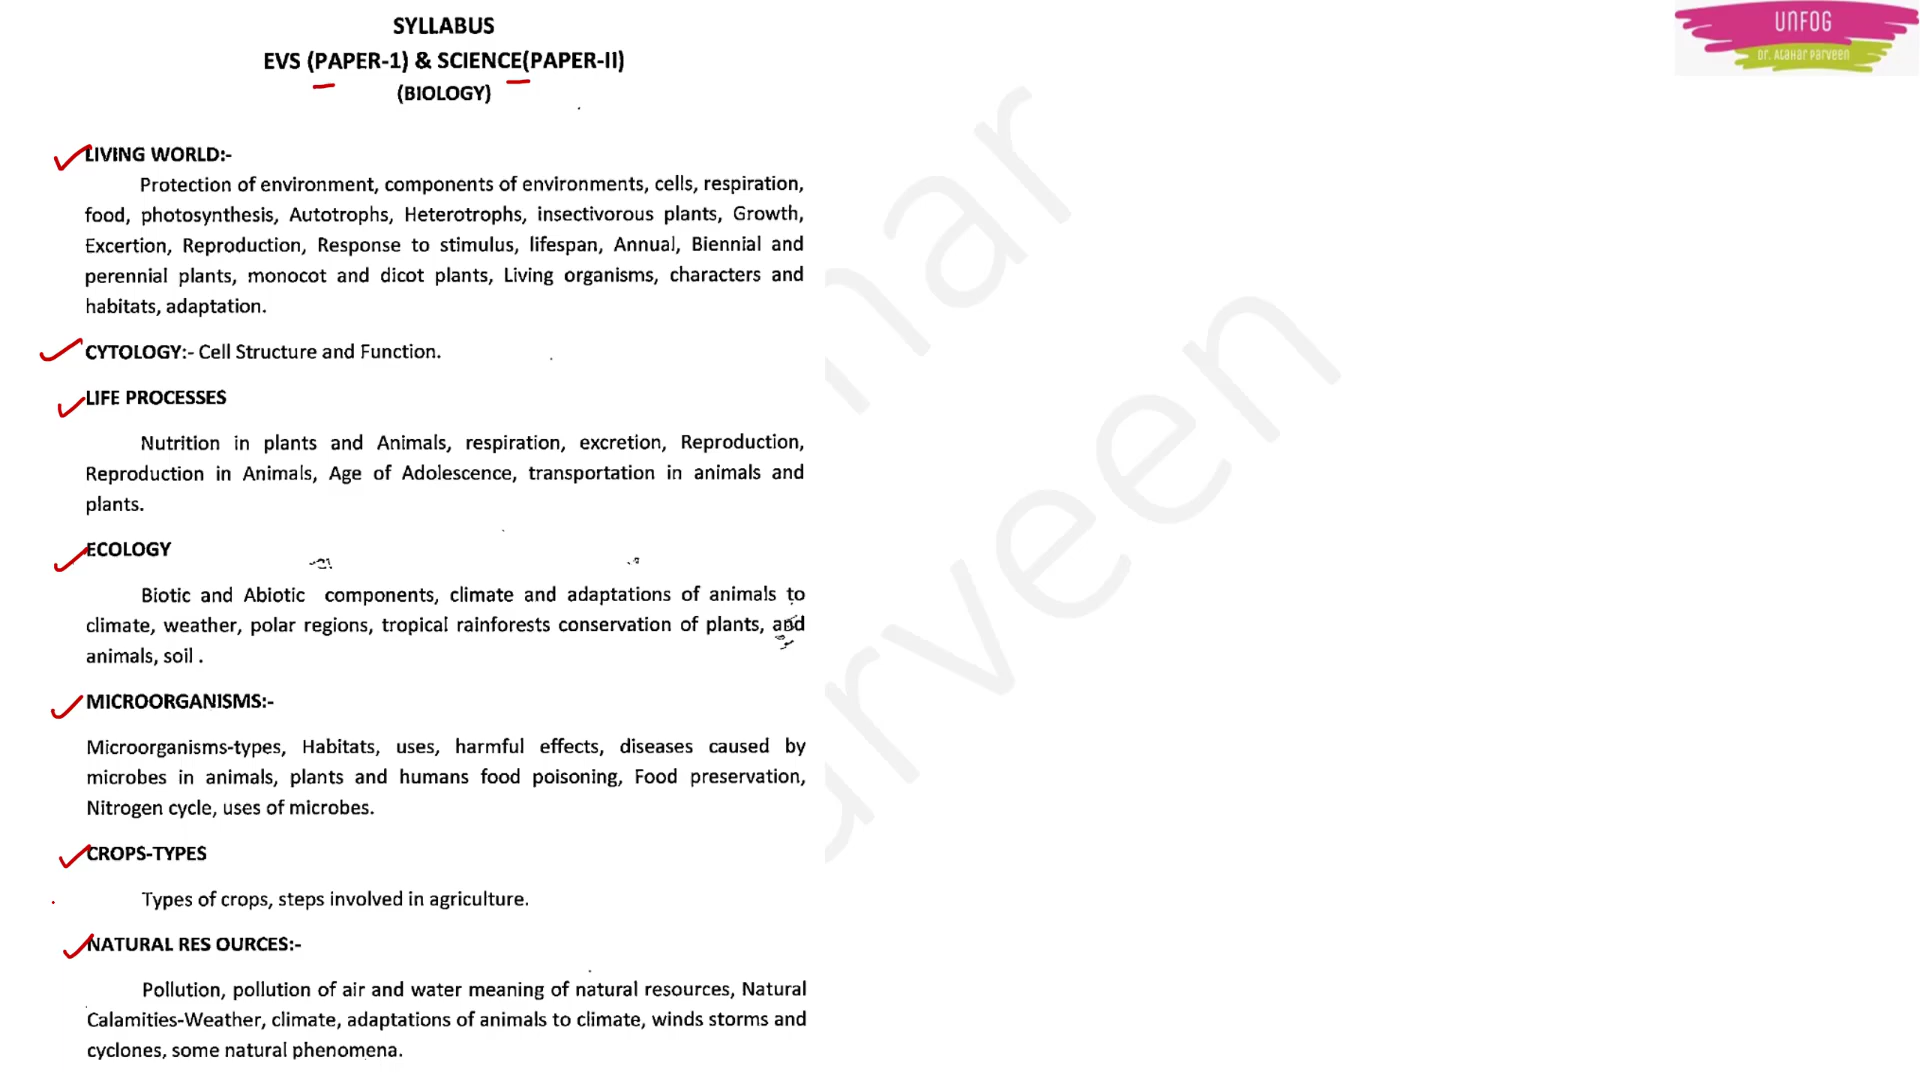 SYLLABUS
EVS (PAPER-1) & SCIENCE(PAPER-II)
(BIOLOGY)
LIVING WORLD:-
Protection of environment, components of environments, cells, respiration,
food, photosynthesis, Autotrophs, Heterotrophs, insectivorous plants, Growth,
Excertion, Reproduction, Response to stimulus, lifespan, Annual, Biennial and
perennial plants, monocot and dicot plants, Living organisms, characters and
habitats, adaptation.
CYTOLOGY:- Cell Structure and Function.
LIFE PROCESSES
Nutrition in plants and Animals, respiration, excretion, Reproduction,
Reproduction in Animals, Age of Adolescence, transportation in animals and
plants.
ECOLOGY
Biotic and Abiotic components, climate and adaptations of animals to
climate, weather, polar regions, tropical rainforests conservation of plants, and
animals, soil .
MICROORGANISMS:-
Microorganisms-types, Habitats, uses, harmful effects, diseases caused by
microbes in animals, plants and humans food poisoning, Food preservation,
Nitrogen cycle, uses of microbes.
CROPS-TYPES
Types of crops, steps involved in agriculture.
NATURAL RES OURCES:-
Pollution, pollution of air and water meaning of natural resources, Natural
Calamities-Weather, climate, adaptations of animals to climate, winds storms and
cyclones, some natural phenomena.
UNFOG
Dr. Atahar Parveen